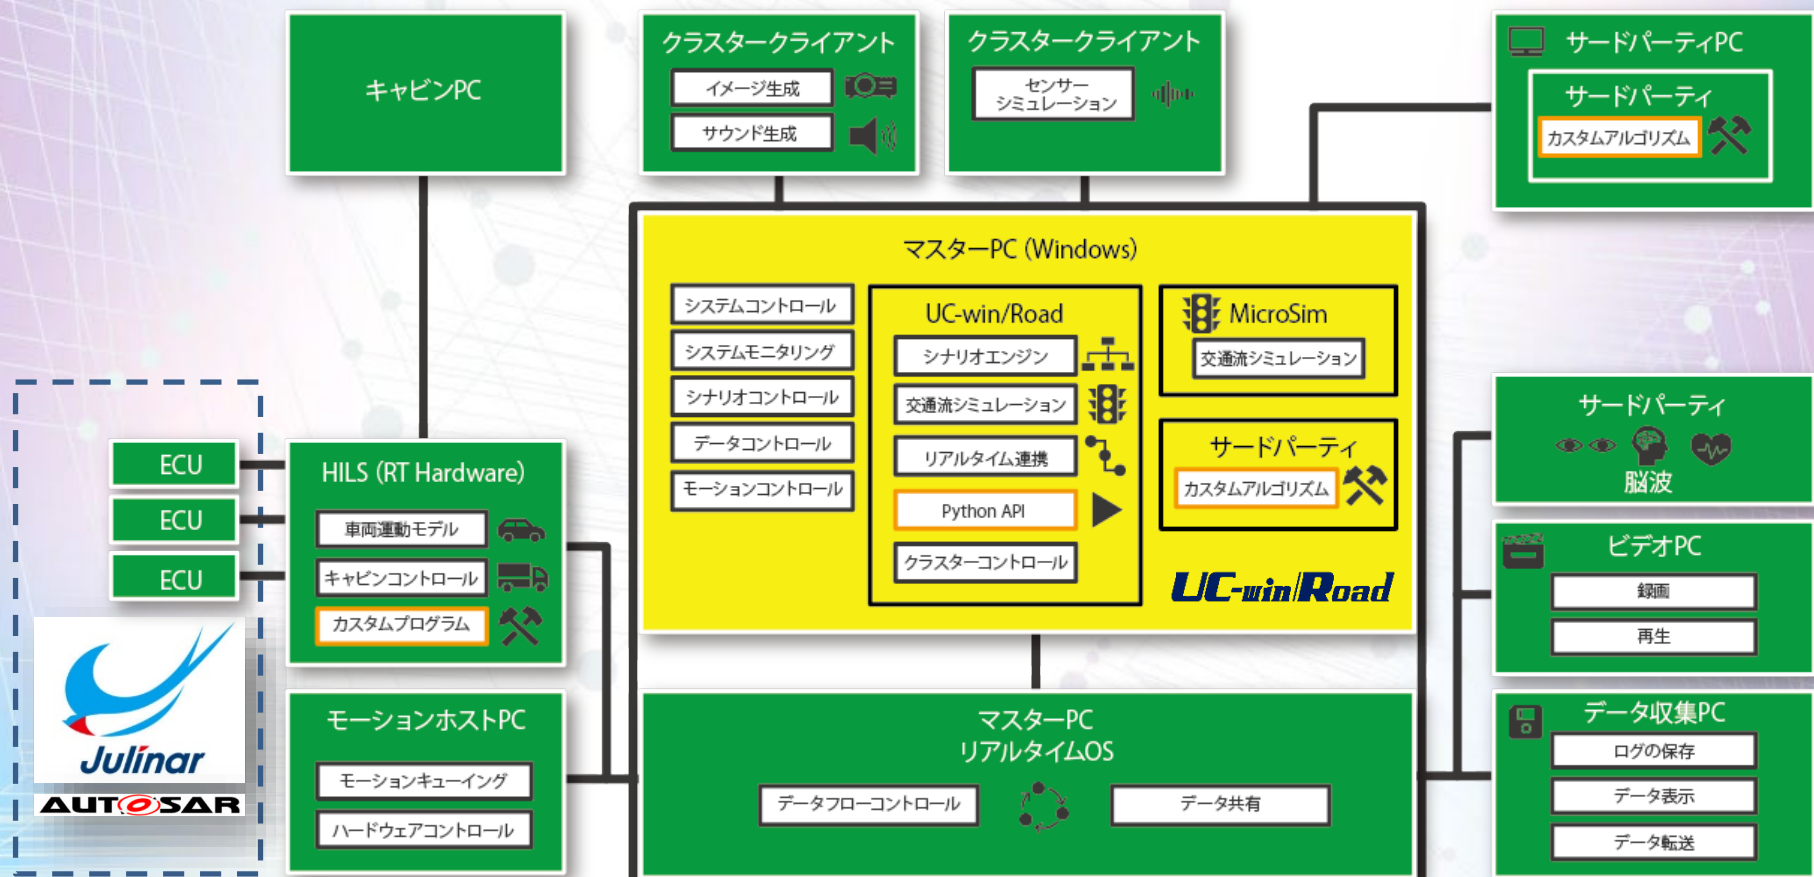 キャビンPC
クラスタークライアント
イメージ生成
サウンド生成
クラスタークライアント
センサー
シミュレーション
サードパーティPC
サードパーティ
カスタムアルゴリズム
マスターPC (Windows)
システムコントロール
システムモニタリング
シナリオコントロール
データコントロール
モーションコントロール
UC-win/Road
シナリオエンジン
交通流シミュレーション
リアルタイム連携
Python API
クラスターコントロール
MicroSim
交通流シミュレーション
サードパーティ
カスタムアルゴリズム
UC-win/Road
ECU
ECU
ECU
HILS (RT Hardware)
車両運動モデル
キャビンコントロール
カスタムプログラム
Julinar
AUTOSAR
モーションホストPC
モーションキューイング
ハードウェアコントロール
マスターPC
リアルタイムOS
データフローコントロール
データ共有
サードパーティ
脳波
ビデオPC
録画
再生
データ収集PC
ログの保存
データ表示
データ転送